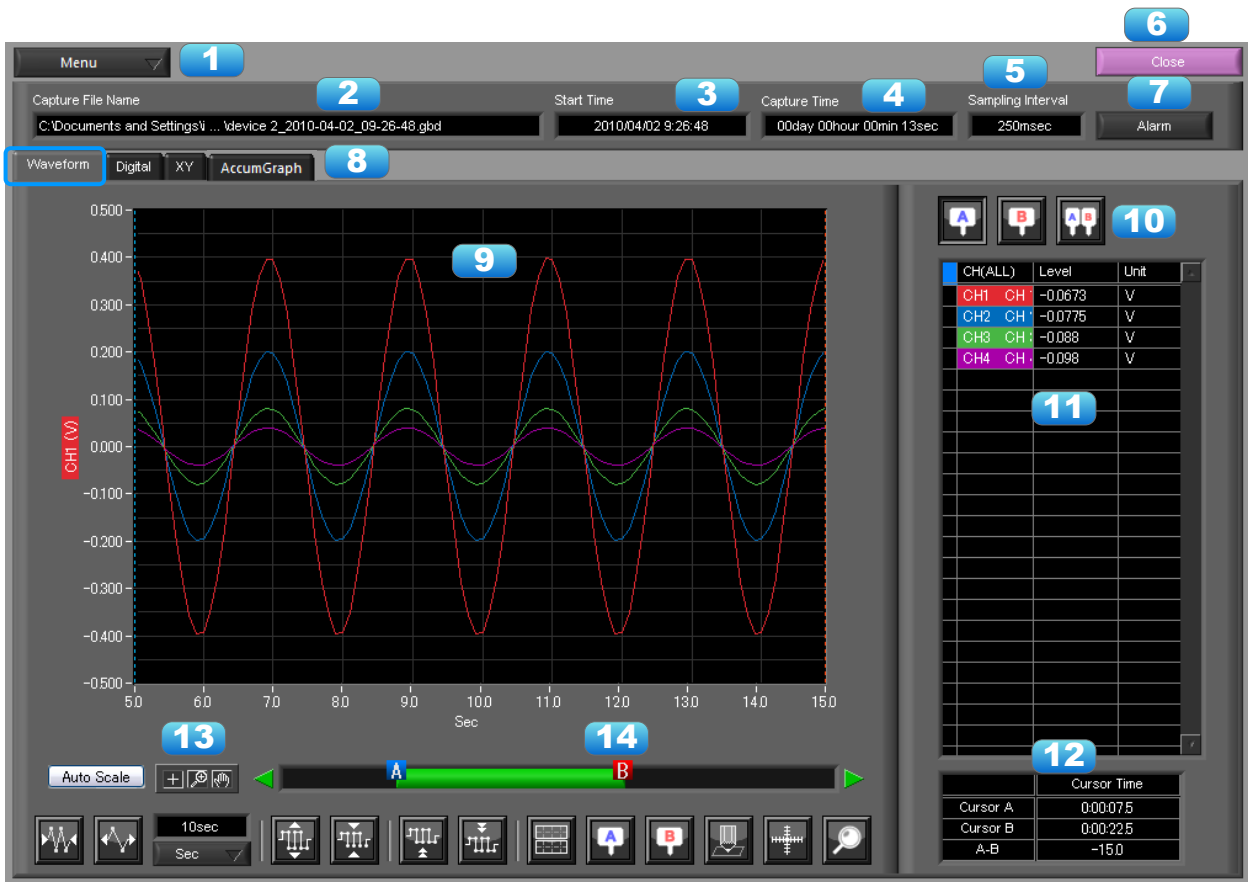 6
Menu 1 Close
2 3 4 5 7
Capture File Name Start Time Capture Time Sampling Interval
C:\Documents and Settings\i ... \device 2_2010-04-02_09-26-48.gbd 2010/04/02 9:26:48 00day 00hour 00min 13sec 250msec Alarm
Waveform Digital XY AccumGraph 8
A B A B 10
9
CH(ALL) Level Unit
CH1 CH -0.0673 V
CH2 CH -0.0775 V
CH3 CH -0.088 V
CH4 CH -0.098 V
11
0.500
0.400
0.300
0.200
0.100
0.000
-0.100
-0.200
-0.300
-0.400
-0.500
CH1 (V)
5.0 6.0 7.0 8.0 9.0 10.0 11.0 12.0 13.0 14.0 15.0
Sec
13 14 12
Auto Scale A B
10sec
Sec
A B
Cursor Time
Cursor A 0:00:07.5
Cursor B 0:00:22.5
A-B -15.0